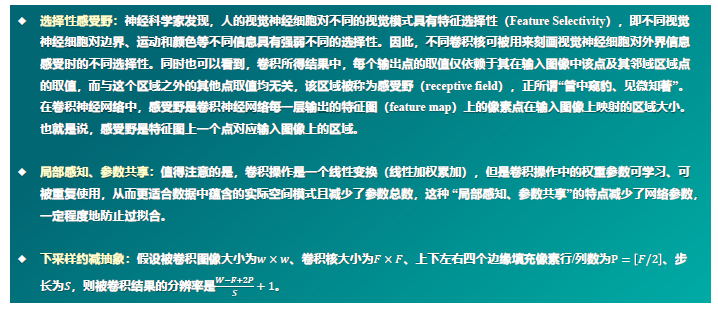 ◆ 选择性感受野：神经科学家发现，人的视觉神经细胞对不同的视觉模式具有特征选择性（Feature Selectivity），即不同视觉
神经细胞对边界、运动和颜色等不同信息具有强弱不同的选择性。因此，不同卷积核可被用来刻画视觉神经细胞对外界信息
感受时的不同选择性。同时也可以看到，卷积所得结果中，每个输出点的取值仅依赖于其在输入图像中该点及其邻域区域点
的取值，而与这个区域之外的其他点取值均无关，该区域被称为感受野（receptive field），正所谓“管中窥豹、见微知著”。
在卷积神经网络中，感受野是卷积神经网络每一层输出的特征图（feature map）上的像素点在输入图像上映射的区域大小。
也就是说，感受野是特征图上一个点对应输入图像上的区域。
◆ 局部感知、参数共享：值得注意的是，卷积操作是一个线性变换（线性加权累加），但是卷积操作中的权重参数可学习、可
被重复使用，从而更适合数据中蕴含的实际空间模式且减少了参数总数，这种 “局部感知、参数共享”的特点减少了网络参数，
一定程度地防止过拟合。
◆ 下采样约减抽象：假设被卷积图像大小为w × w、卷积核大小为F × F、上下左右四个边缘填充像素行/列数为P = [F/2]、步
长为S，则被卷积结果的分辨率是(W−F+2P)/S + 1。